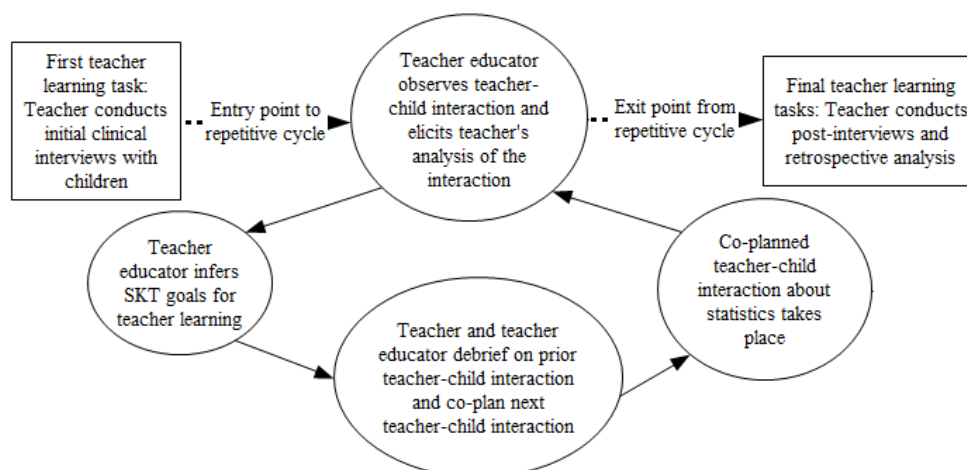 First teacher
learning task:
Teacher conducts
initial clinical
interviews with
children
Entry point to
repetitive cycle
Teacher educator
observes teacher-
child interaction and
elicits teacher's
analysis of the
interaction
Exit point from
repetitive cycle
Final teacher learning
tasks: Teacher conducts
post-interviews and
retrospective analysis
Teacher
educator infers
SKT goals for
teacher learning
Teacher and teacher
educator debrief on prior
teacher-child interaction
and co-plan next
teacher-child interaction
Co-planned
teacher-child
interaction about
statistics takes
place